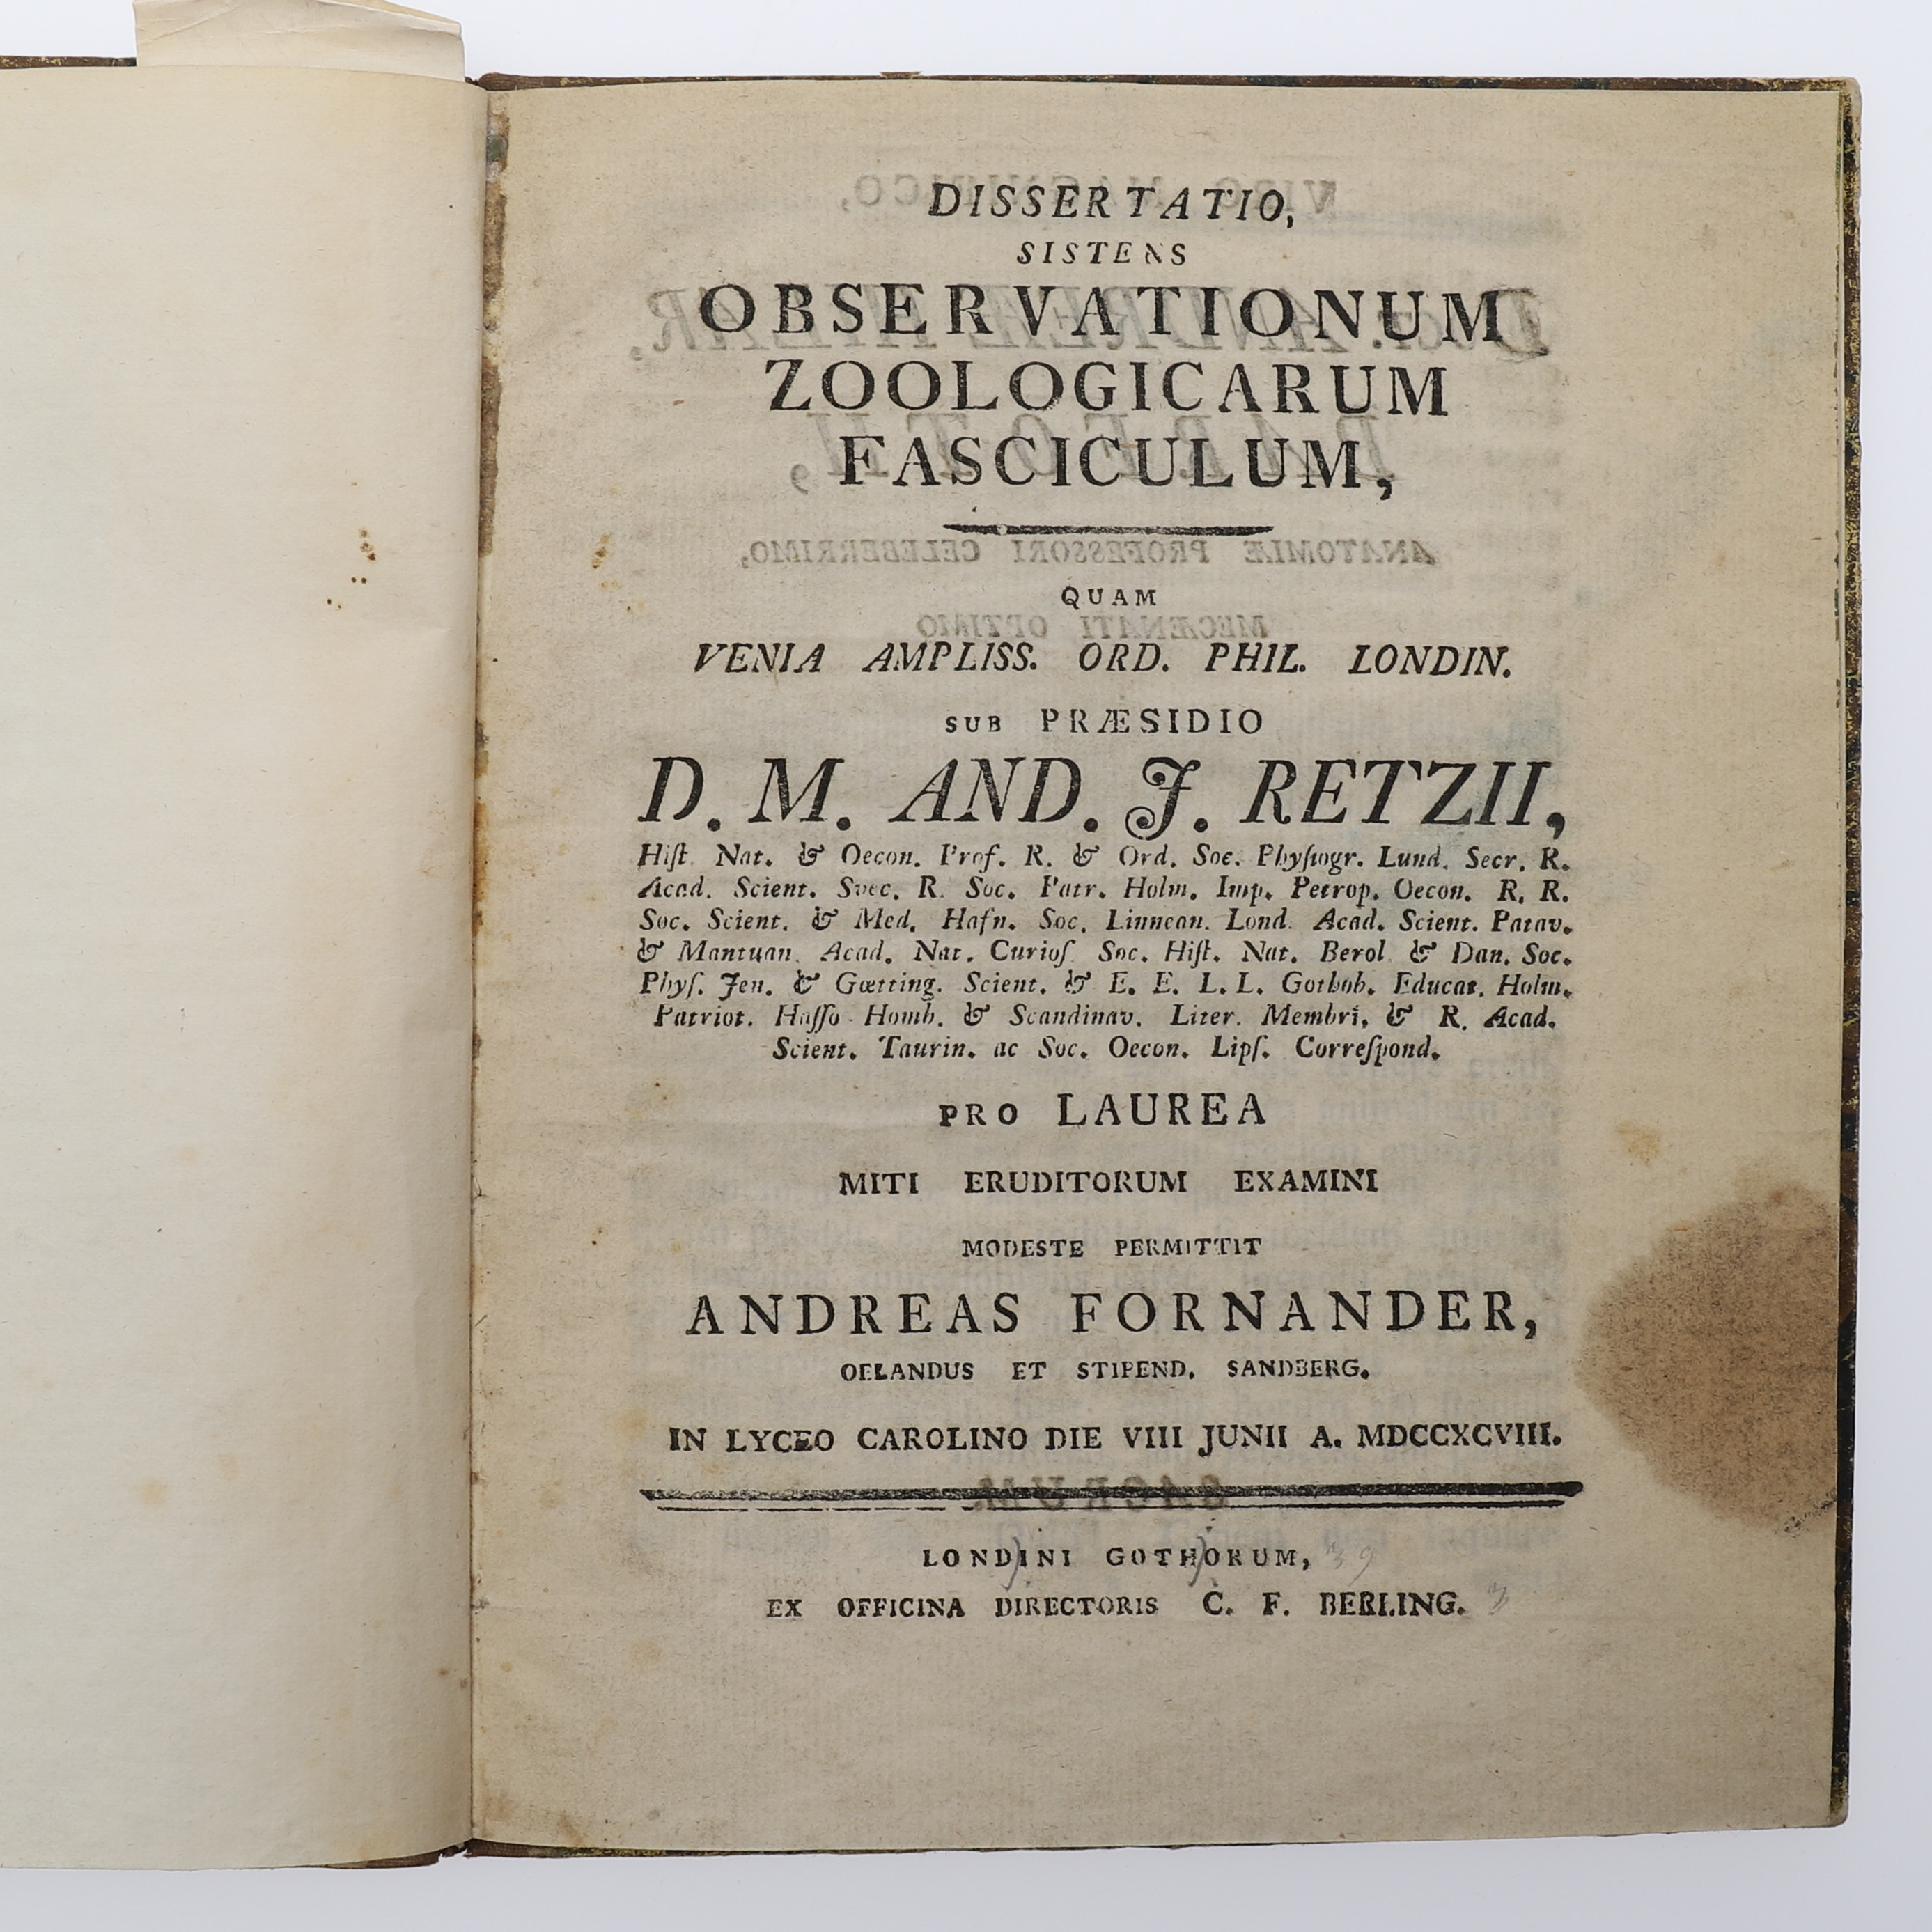 DISSERTATIO,
SISTENS
OBSERVATIONUM
ZOOLOGICARUM
FASCICULUM,
QUAM
VENIA AMPLISS. ORD. PHIL. LONDIN.
SUB PRÆSIDIO
D. M. AND. J. RETZII,
Hiſt. Nat. & Oecon. Prof. R. & Ord. Soc. Phyſiogr. Lund. Secr. R.
Acad. Scient. Svec. R. Soc. Patr. Holm. Imp. Petrop. Oecon. R. R.
Soc. Scient. & Med. Hafn. Soc. Linnean. Lond. Acad. Scient. Patav.
& Mantuan. Acad. Nat. Curioſ. Soc. Hiſt. Nat. Berol. & Dan. Soc.
Phyſ. Jen. & Gœtting. Scient. & E. E. L. L. Gothob. Educat. Holm.
Patriot. Haſſo-Homb. & Scandinav. Liter. Membri, & R. Acad.
Scient. Taurin. ac Soc. Oecon. Lipſ. Correſpond.
PRO LAUREA
MITI ERUDITORUM EXAMINI
MODESTE PERMITTIT
ANDREAS FORNANDER,
OELANDUS ET STIPEND. SANDBERG.
IN LYCEO CAROLINO DIE VIII JUNII A. MDCCXCVIII.
LONDINI GOTHORUM,
EX OFFICINA DIRECTORIS C. F. BERLING.